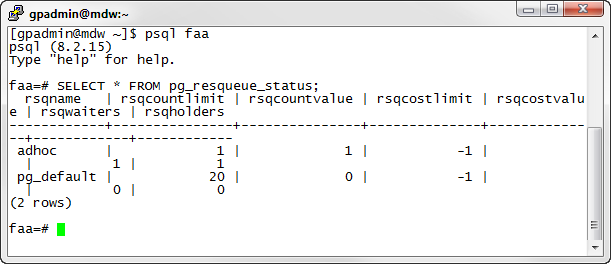 gpadmin@mdw:~
[gpadmin@mdw ~]$ psql faa
psql (8.2.15)
Type "help" for help.
faa=# SELECT * FROM pg_resqueue_status;
  rsqname   | rsqcountlimit | rsqcountvalue | rsqcostlimit | rsqcostvalu
e | rsqwaiters | rsqholders
------------+---------------+---------------+--------------+------------
--+------------+------------
 adhoc      |             1 |             1 |           -1 |
  |          1 |          1
 pg_default |            20 |             0 |           -1 |
  |          0 |          0
(2 rows)
faa=#